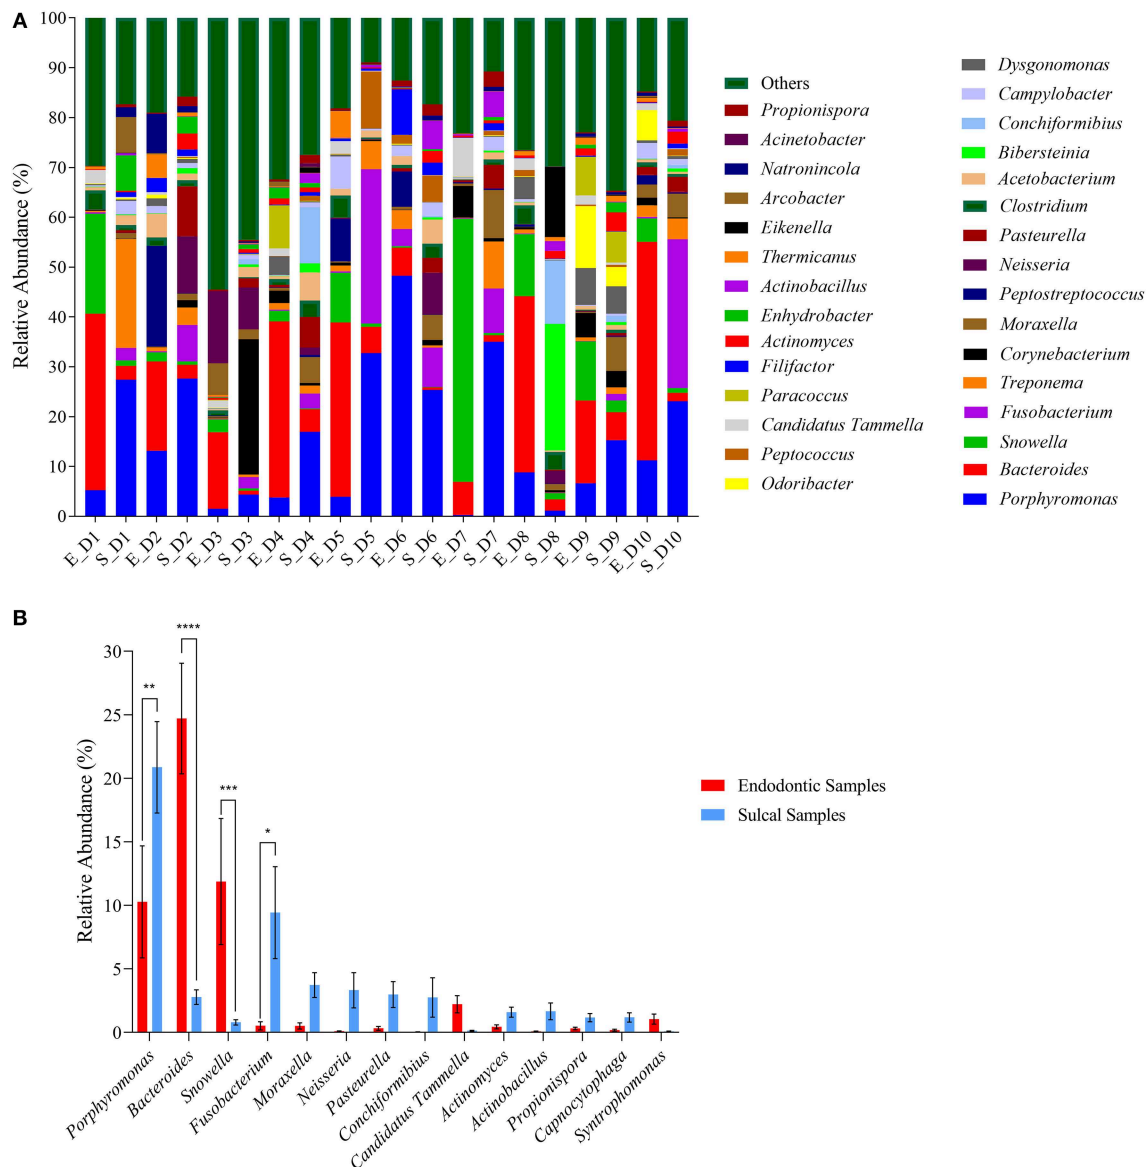 A
100
90
80
70
60
50
40
30
20
10
0
Relative Abundance (%)
E_D1
S_D1
E_D2
S_D2
E_D3
S_D3
E_D4
S_D4
E_D5
S_D5
E_D6
S_D6
E_D7
S_D7
E_D8
S_D8
E_D9
S_D9
E_D10
S_D10
Others
Propionispora
Acinetobacter
Natronincola
Arcobacter
Eikenella
Thermicanus
Actinobacillus
Enhydrobacter
Actinomyces
Filifactor
Paracoccus
Candidatus Tammella
Peptococcus
Odoribacter
Dysgonomonas
Campylobacter
Conchiformibius
Bibersteinia
Acetobacterium
Clostridium
Pasteurella
Neisseria
Peptostreptococcus
Moraxella
Corynebacterium
Treponema
Fusobacterium
Snowella
Bacteroides
Porphyromonas
B
30
25
20
15
10
5
0
Relative Abundance (%)
**
****
***
*
Porphyromonas
Bacteroides
Snowella
Fusobacterium
Moraxella
Neisseria
Pasteurella
Conchiformibius
Candidatus Tammella
Actinomyces
Actinobacillus
Propionispora
Capnocytophaga
Syntrophomonas
Endodontic Samples
Sulcal Samples